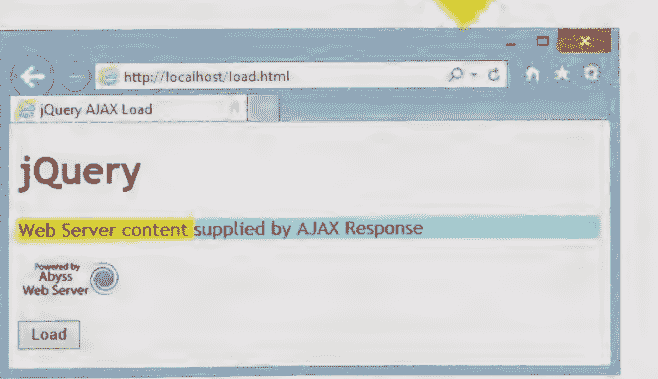 http://localhost/load.html
jQuery AJAX Load
jQuery
Web Server content supplied by AJAX Response
Powered by
Abyss
Web Server
Load